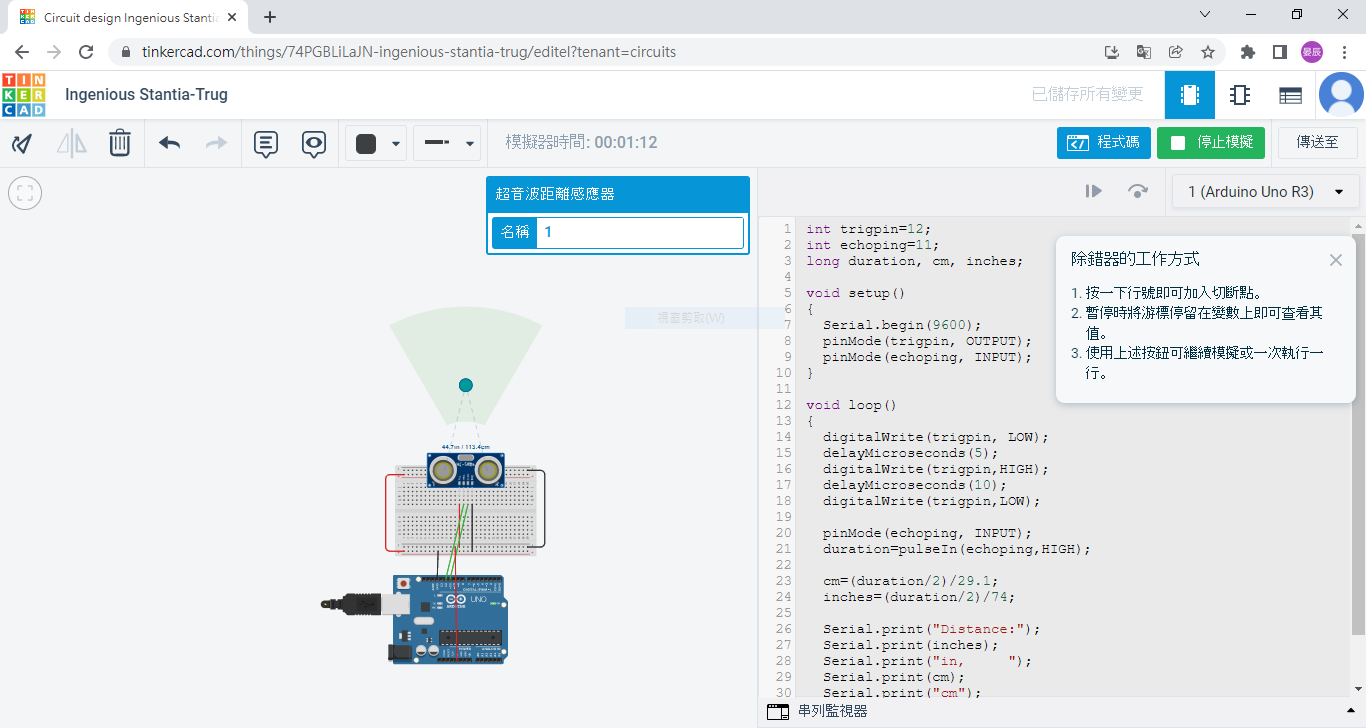 Circuit design Ingenious Stanti
tinkercad.com/things/74PGBLiLaJN-ingenious-stantia-trug/editel?tenant=circuits
晏辰
TIN
KER
CAD
Ingenious Stantia-Trug
已儲存所有變更
模擬器時間: 00:01:12
程式碼
停止模擬
傳送至
超音波距離感應器
名稱 1
視窗剪取(W)
44.7in / 113.4cm
UNO
1 (Arduino Uno R3)
1 int trigpin=12;
2 int echoping=11;
3 long duration, cm, inches;
4
5 void setup()
6 {
7 Serial.begin(9600);
8 pinMode(trigpin, OUTPUT);
9 pinMode(echoping, INPUT);
10 }
11
12 void loop()
13 {
14 digitalWrite(trigpin, LOW);
15 delayMicroseconds(5);
16 digitalWrite(trigpin,HIGH);
17 delayMicroseconds(10);
18 digitalWrite(trigpin,LOW);
19
20 pinMode(echoping, INPUT);
21 duration=pulseIn(echoping,HIGH);
22
23 cm=(duration/2)/29.1;
24 inches=(duration/2)/74;
25
26 Serial.print("Distance:");
27 Serial.print(inches);
28 Serial.print("in,     ");
29 Serial.print(cm);
30 Serial.print("cm");
除錯器的工作方式
1. 按一下行號即可加入切斷點。
2. 暫停時將游標停留在變數上即可查看其
值。
3. 使用上述按鈕可繼續模擬或一次執行一
行。
串列監視器